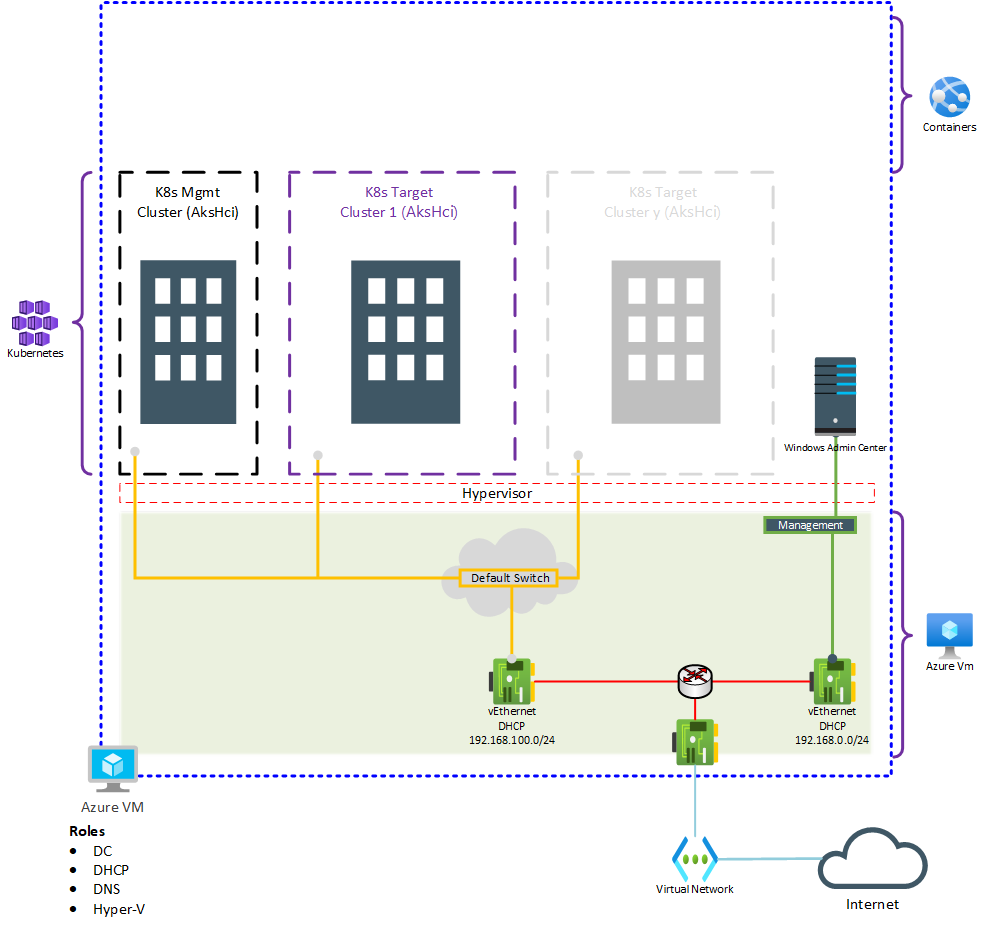 Containers
K8s Mgmt
Cluster (AksHci)
K8s Target
Cluster 1 (AksHci)
K8s Target
Cluster y (AksHci)
Kubernetes
Windows Admin Center
Hypervisor
Management
Default Switch
Azure Vm
vEthernet
DHCP
192.168.100.0/24
vEthernet
DHCP
192.168.0.0/24
Azure VM
Roles
• DC
• DHCP
• DNS
• Hyper-V
Virtual Network
Internet